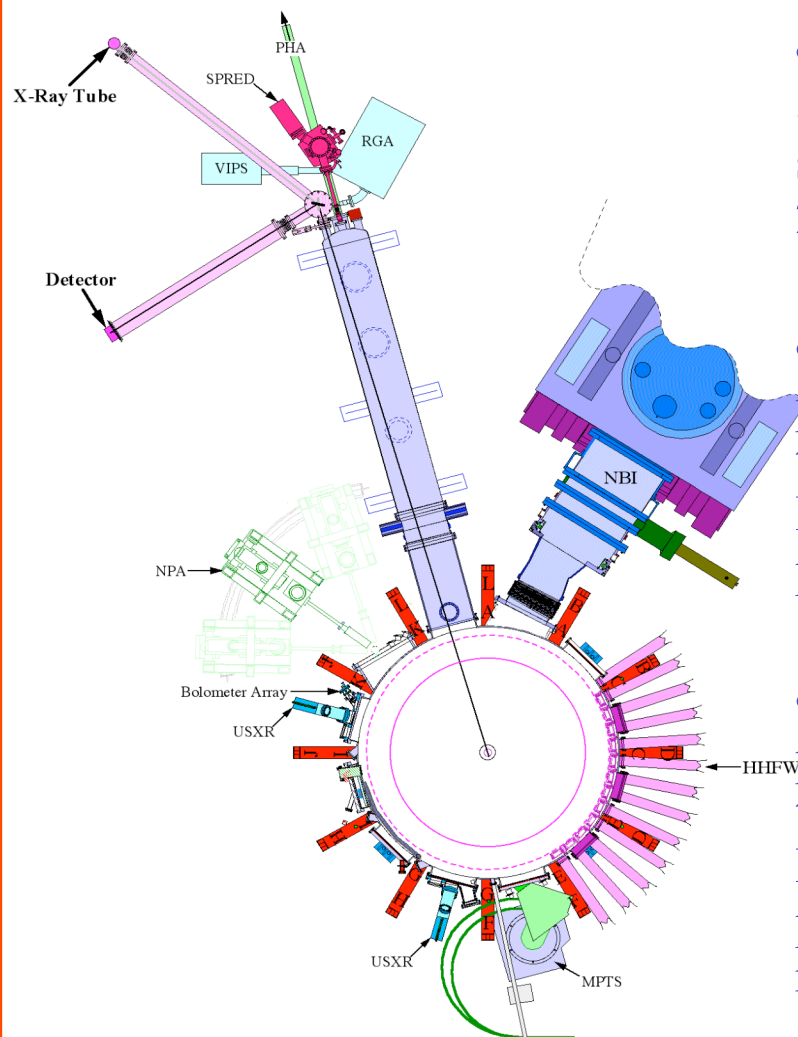 PHA
SPRED
X-Ray Tube
RGA
VIPS
Detector
NBI
NPA
L
A
B
A
L
K
B
C
K
J
Bolometer Array
USXR
J
I
C
D
HHFW
I
H
D
E
H
G
G
F
E
F
USXR
MPTS